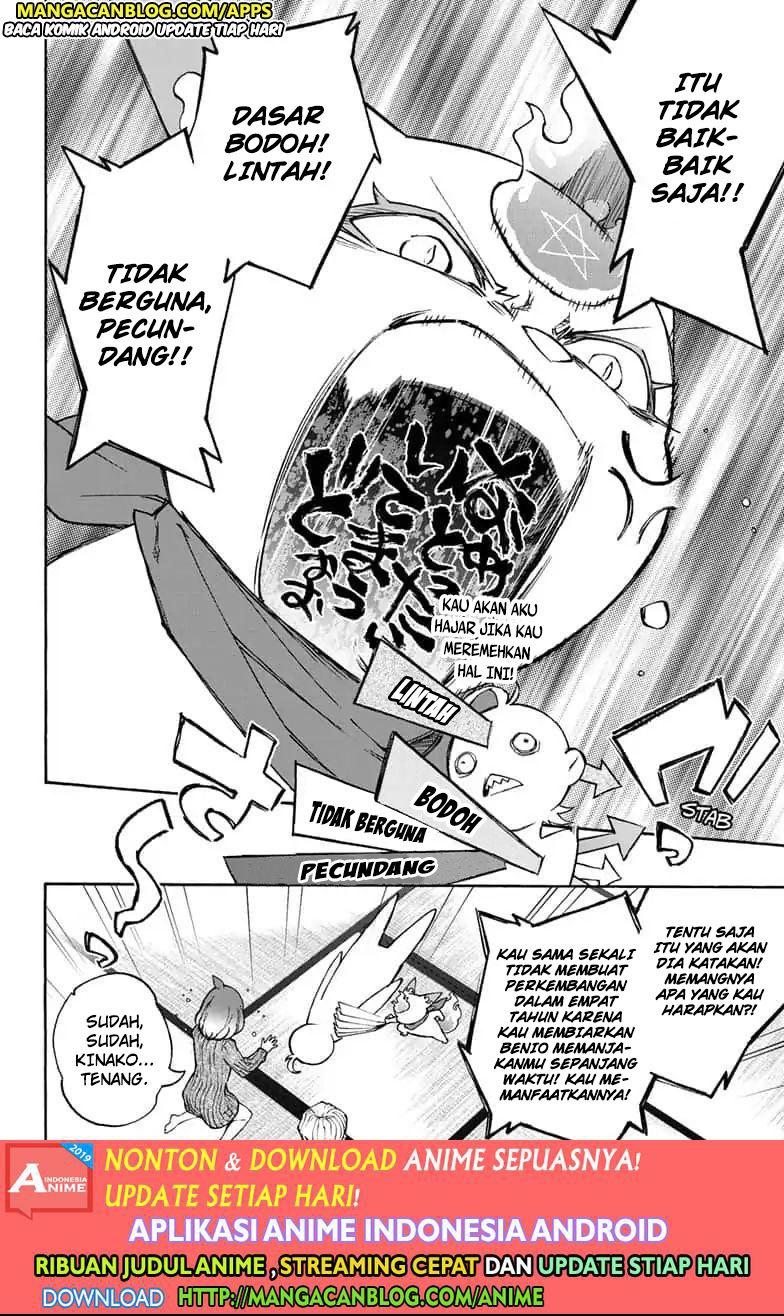 MANGACANBLOG.COM/APPS
BACA KOMIK ANDROID UPDATE TIAP HARI
ITU
TIDAK
BAIK-
BAIK
SAJA!!
DASAR
BODOH!
LINTAH!
TIDAK
BERGUNA,
PECUN-
DANG!!
KAU AKAN AKU
HAJAR JIKA KAU
MEREMEHKAN
HAL INI!
LINTAH
BODOH
TIDAK BERGUNA
PECUNDANG
STAB
TENTU SAJA
ITU YANG AKAN
DIA KATAKAN!
MEMANGNYA
APA YANG KAU
HARAPKAN?!
KAU SAMA SEKALI
TIDAK MEMBUAT
PERKEMBANGAN
DALAM EMPAT
TAHUN KARENA
KAU MEMBIARKAN
BENIO MEMANJA-
KANMU SEPANJANG
WAKTU! KAU ME-
MANFAATKANNYA!
SUDAH,
SUDAH,
KINAKO...
TENANG.
2019
INDONESIA
ANIME
NONTON & DOWNLOAD ANIME SEPUASNYA!
UPDATE SETIAP HARI!
APLIKASI ANIME INDONESIA ANDROID
RIBUAN JUDUL ANIME , STREAMING CEPAT DAN UPDATE STIAP HARI
DOWNLOAD HTTP://MANGACANBLOG.COM/ANIME